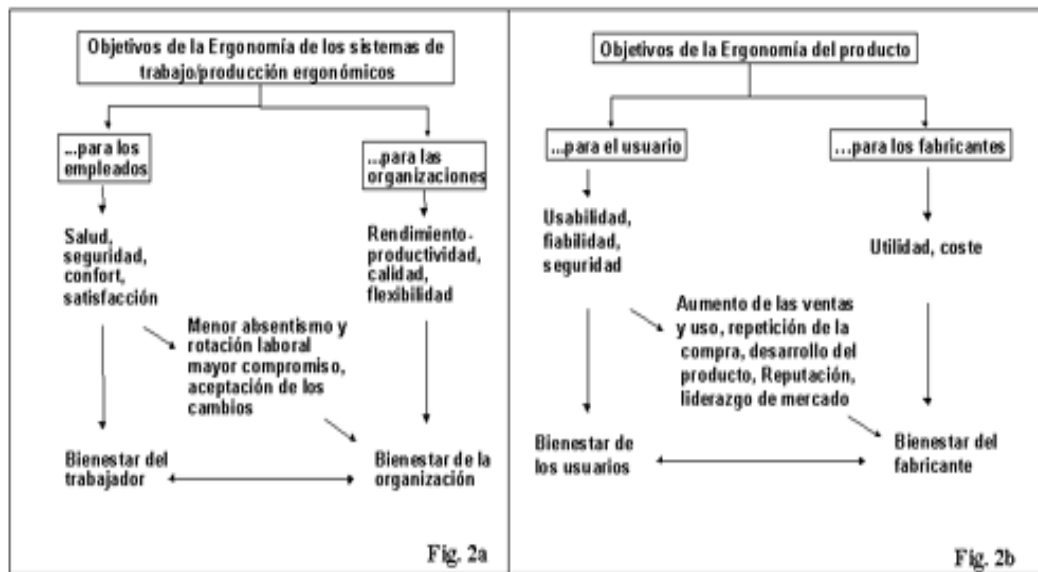 Objetivos de la Ergonomía de los sistemas de
trabajo/producción ergonómicos
...para los
empleados
...para las
organizaciones
Salud,
seguridad,
confort,
satisfacción
Rendimiento-
productividad,
calidad,
flexibilidad
Menor absentismo y
rotación laboral
mayor compromiso,
aceptación de los
cambios
Bienestar del
trabajador
Bienestar de la
organización
Fig. 2a
Objetivos de la Ergonomía del producto
...para el usuario
...para los fabricantes
Usabilidad,
fiabilidad,
seguridad
Utilidad, coste
Aumento de las ventas
y uso, repetición de la
compra, desarrollo del
producto, Reputación,
liderazgo de mercado
Bienestar de
los usuarios
Bienestar del
fabricante
Fig. 2b